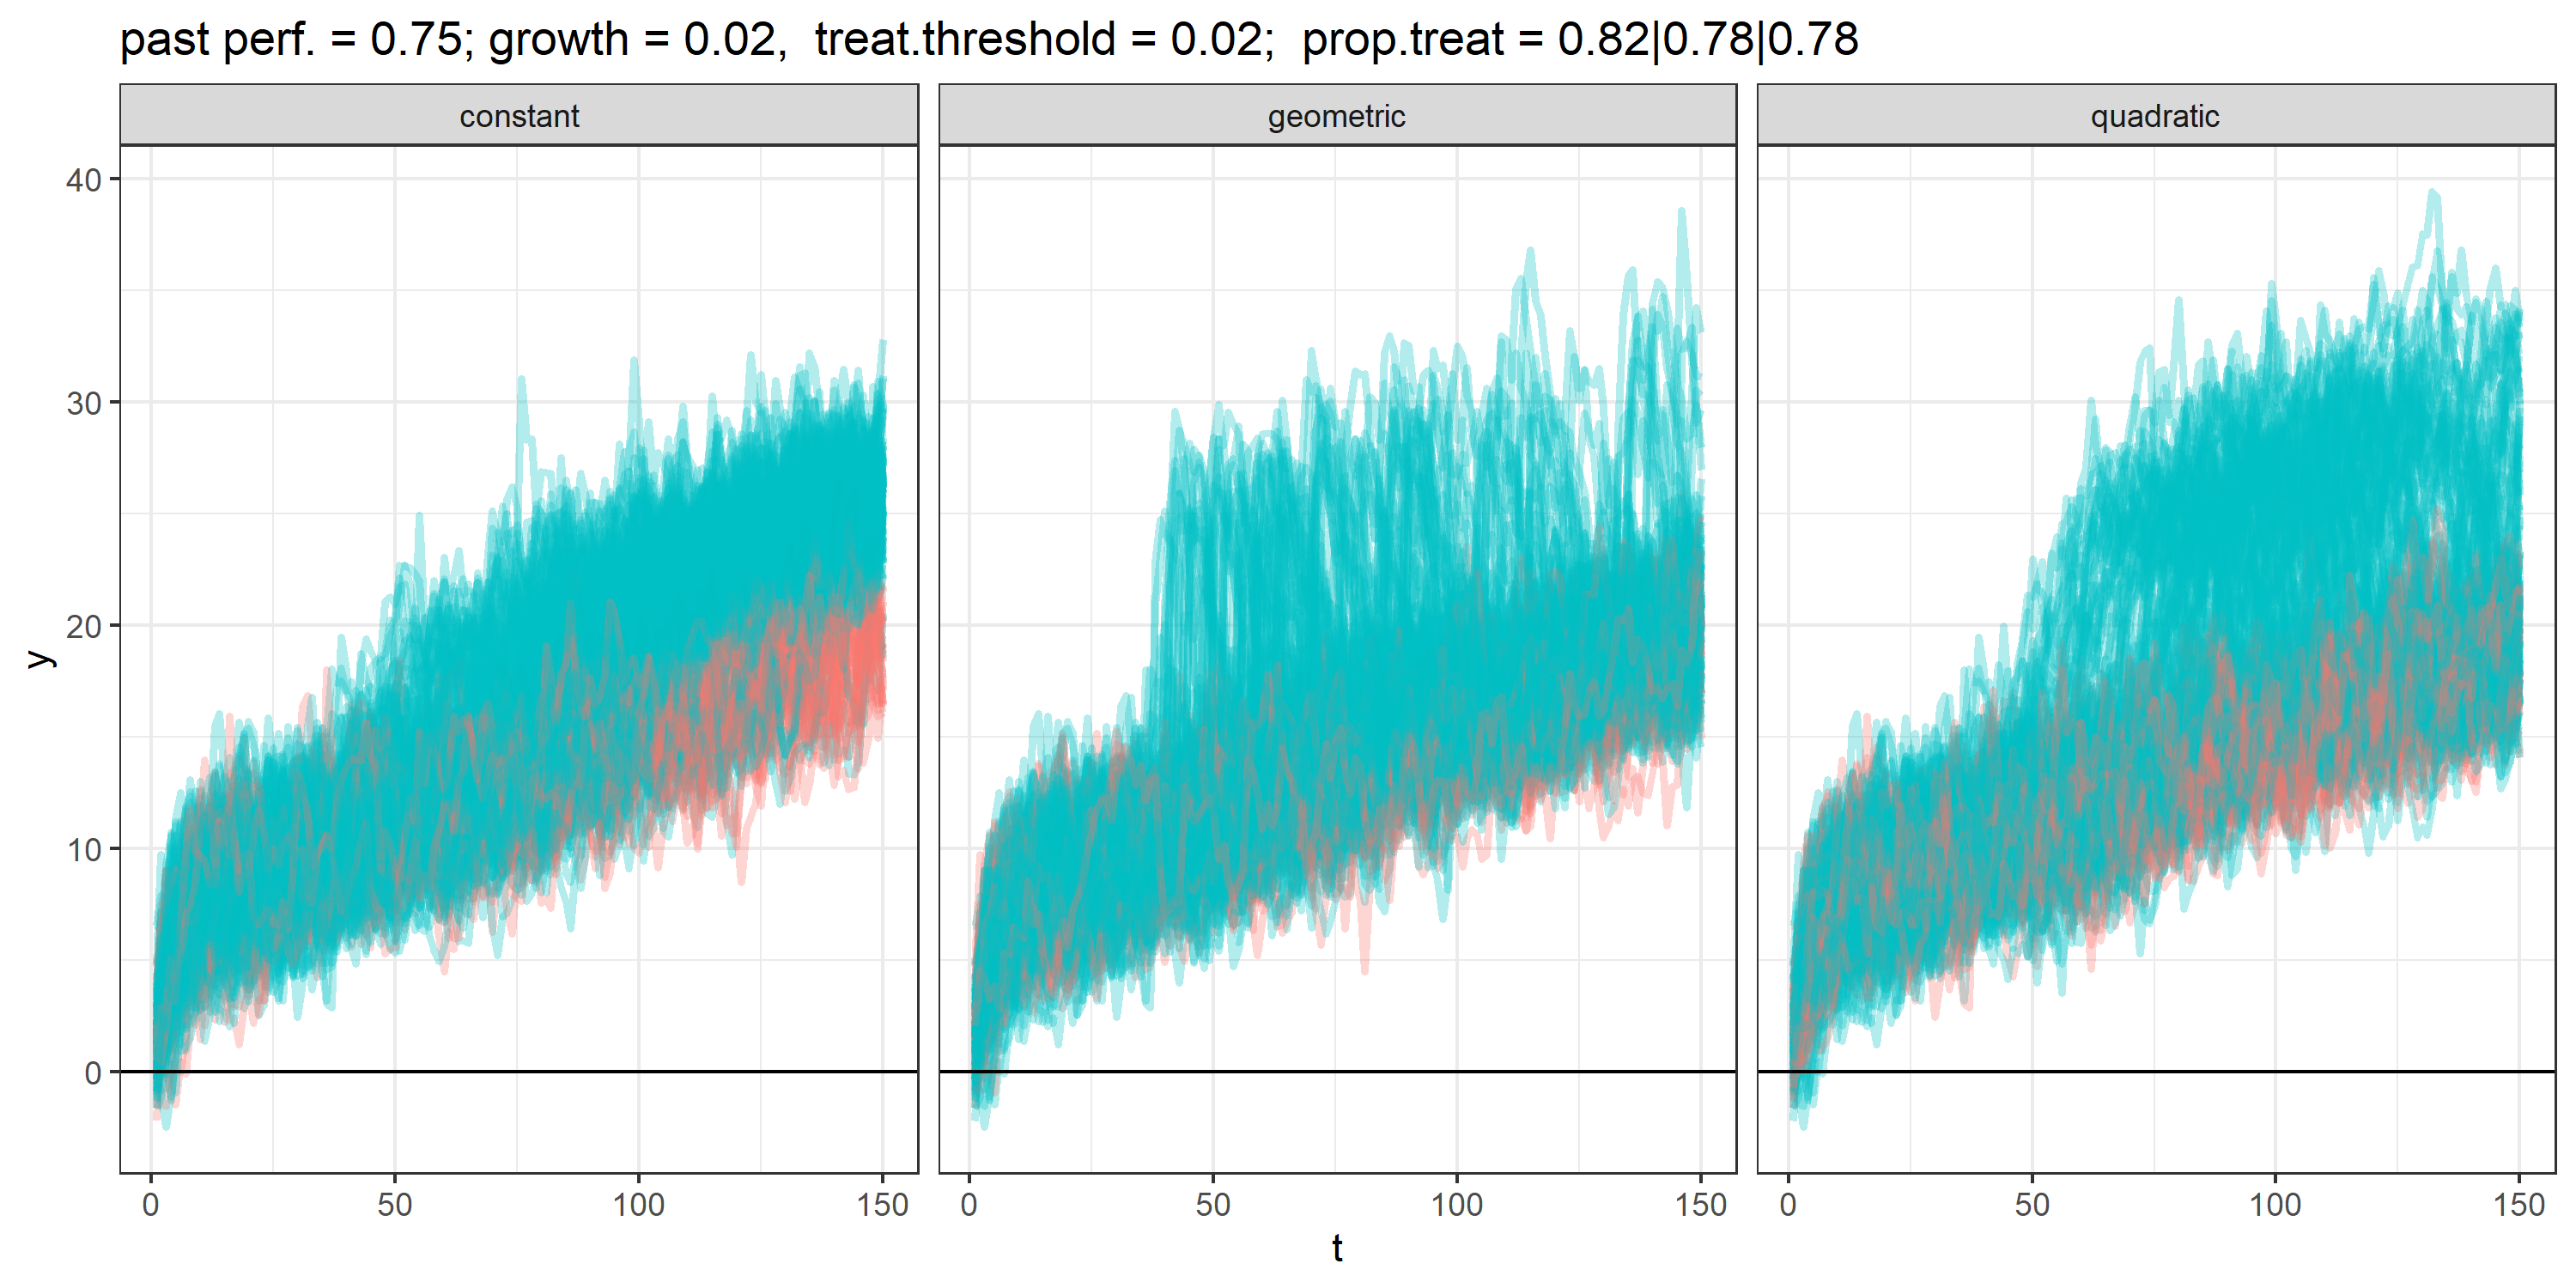 past perf. = 0.75; growth = 0.02,  treat.threshold = 0.02;  prop.treat = 0.82|0.78|0.78
constant geometric quadratic
40
30
20
10
0
y
0 50 100 150 0 50 100 150 0 50 100 150
t